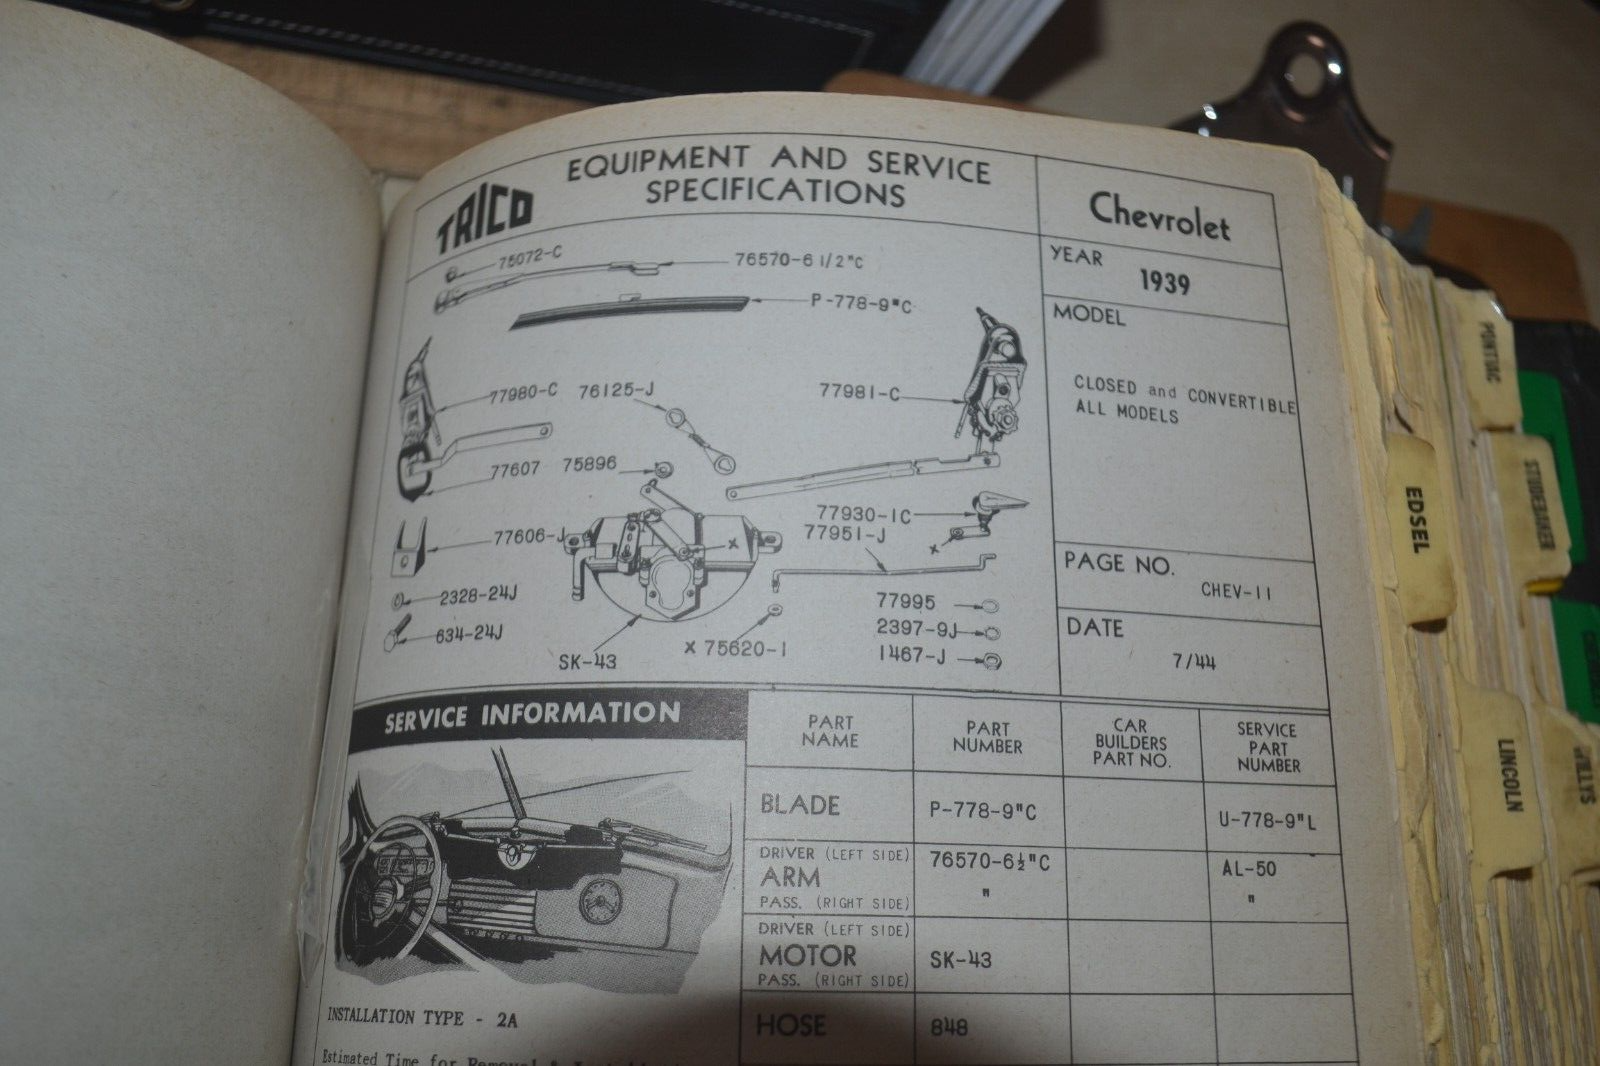 TRICO
EQUIPMENT AND SERVICE
SPECIFICATIONS
Chevrolet
YEAR
1939
MODEL
CLOSED and CONVERTIBLE
ALL MODELS
PAGE NO.
CHEV-11
DATE
7/44
75072-C
76570-6 1/2"C
P-778-9"C
77980-C
76125-J
77981-C
77607
75896
77930-1C
77951-J
77606-J
X
X
2328-24J
77995
634-24J
2397-9J
SK-43
X 75620-1
1467-J
SERVICE INFORMATION
INSTALLATION TYPE - 2A
Estimated Time for Removal &
PART
NAME
PART
NUMBER
CAR
BUILDERS
PART NO.
SERVICE
PART
NUMBER
BLADE
P-778-9"C
U-778-9"L
DRIVER (LEFT SIDE)
ARM
PASS. (RIGHT SIDE)
76570-6½"C
"
AL-50
"
DRIVER (LEFT SIDE)
MOTOR
PASS. (RIGHT SIDE)
SK-43
HOSE
848
PONTIAC
STUDEBAKER
EDSEL
LINCOLN
WILLYS